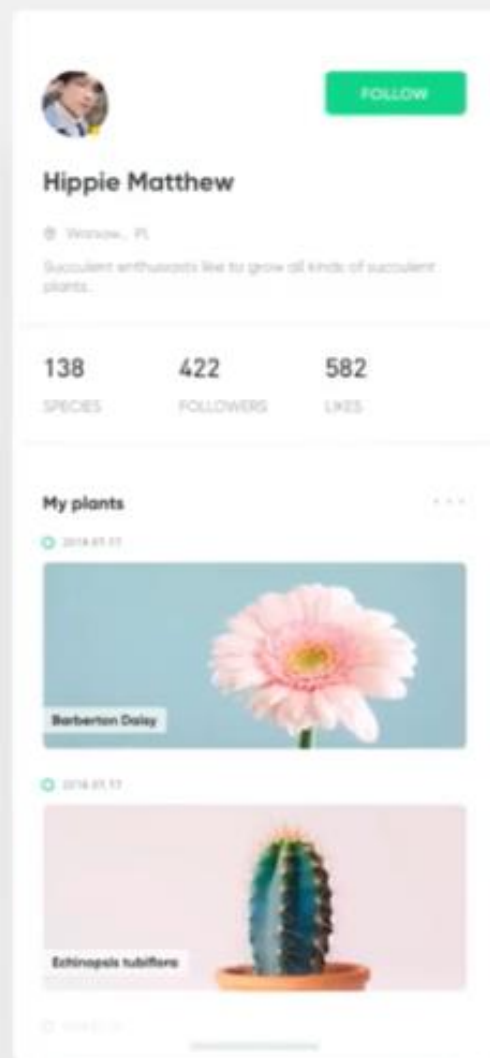 FOLLOW
Hippie Matthew
Warsaw, PL
Succulent enthusiasts like to grow all kinds of succulent
plants.
138
422
582
SPECIES
FOLLOWERS
LIKES
My plants
Barberton Daisy
Echinopsis tubiflora